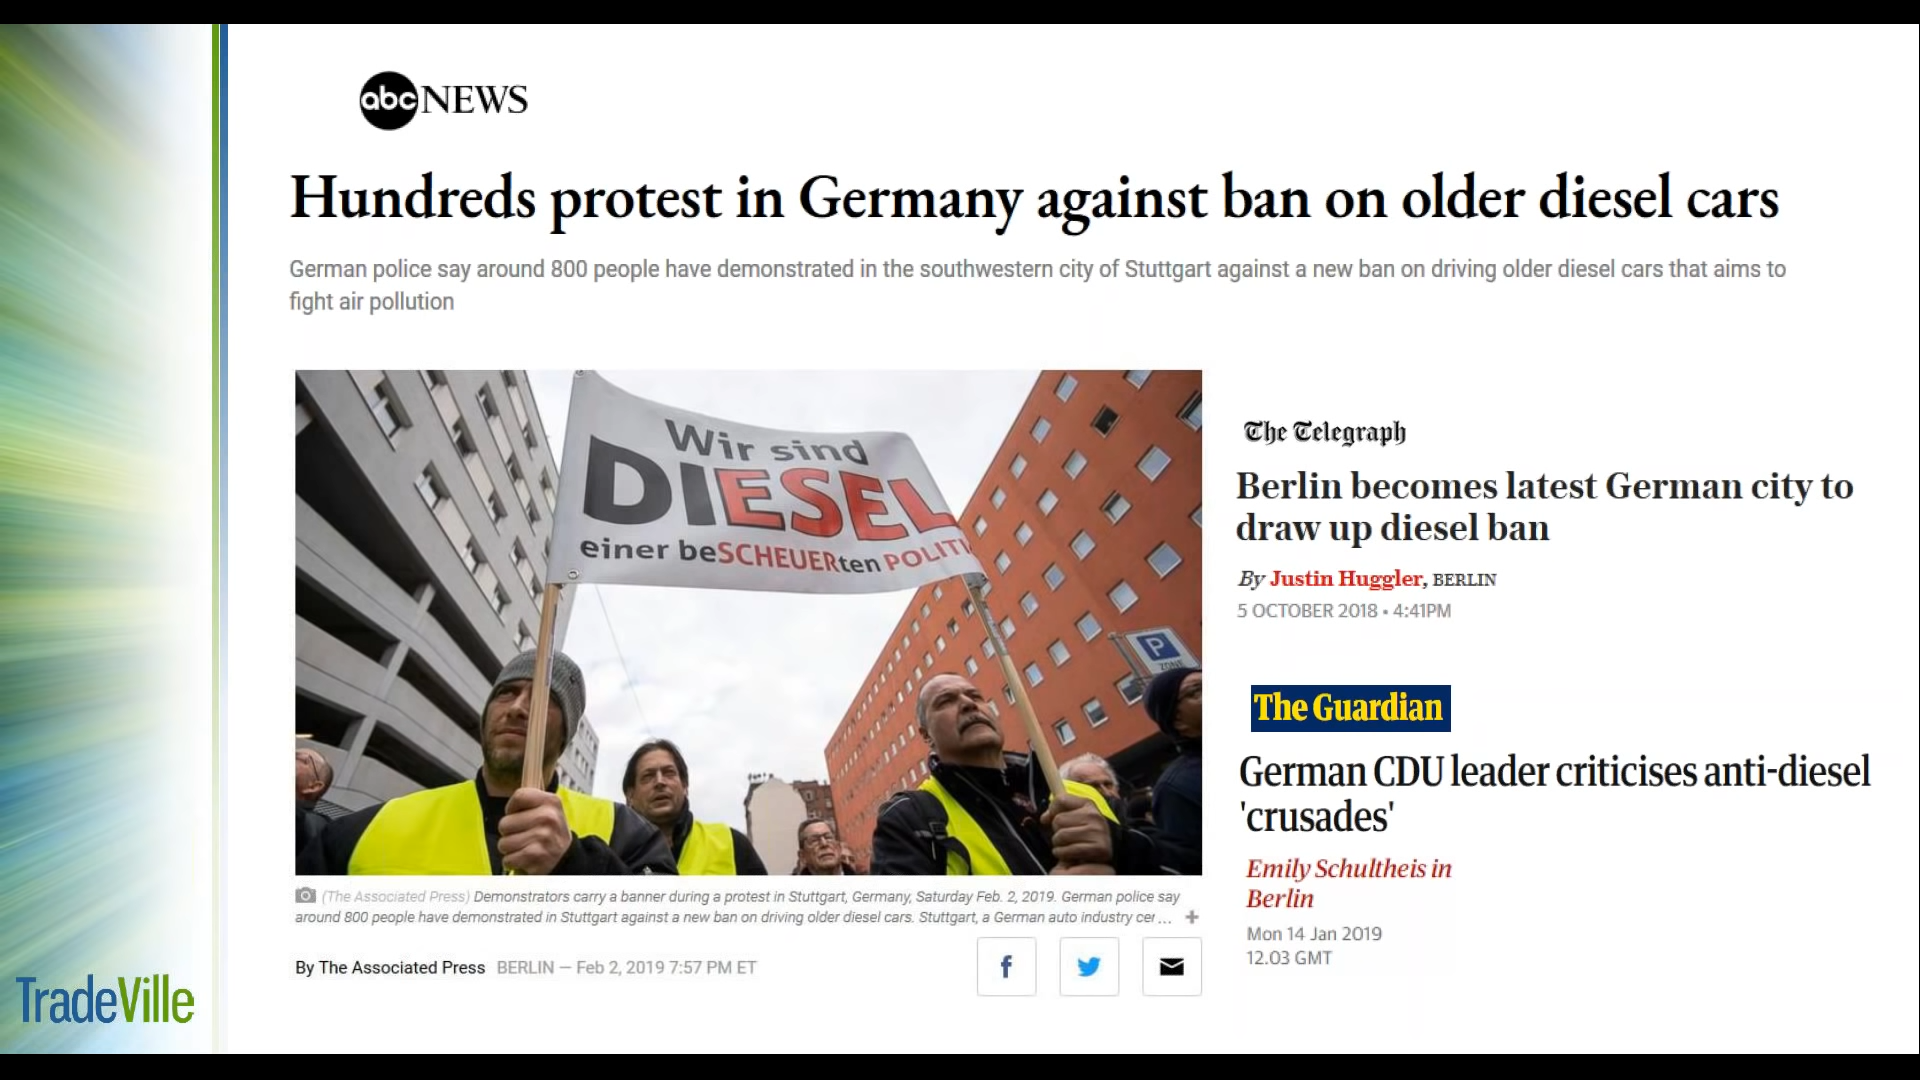 abc NEWS
Hundreds protest in Germany against ban on older diesel cars
German police say around 800 people have demonstrated in the southwestern city of Stuttgart against a new ban on driving older diesel cars that aims to
fight air pollution
Wir sind
DIESEL
einer beSCHEUERten POLITI
P
ZONE
(The Associated Press) Demonstrators carry a banner during a protest in Stuttgart, Germany, Saturday Feb. 2, 2019. German police say
around 800 people have demonstrated in Stuttgart against a new ban on driving older diesel cars. Stuttgart, a German auto industry cer ... +
By The Associated Press BERLIN — Feb 2, 2019 7:57 PM ET
f
The Telegraph
Berlin becomes latest German city to
draw up diesel ban
By Justin Huggler, BERLIN
5 OCTOBER 2018 • 4:41PM
The Guardian
German CDU leader criticises anti-diesel
'crusades'
Emily Schultheis in
Berlin
Mon 14 Jan 2019
12.03 GMT
TradeVille